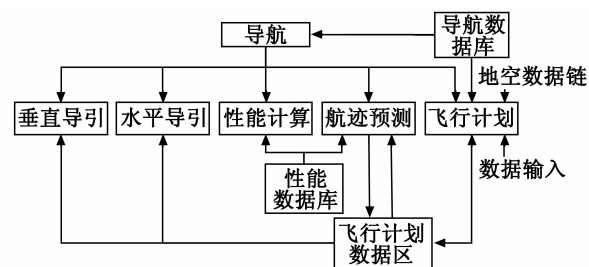 导航
导航数
据库
地空数据链
垂直导引
水平导引
性能计算
航迹预测
飞行计划
性能
数据库
数据输入
飞行计划
数据区